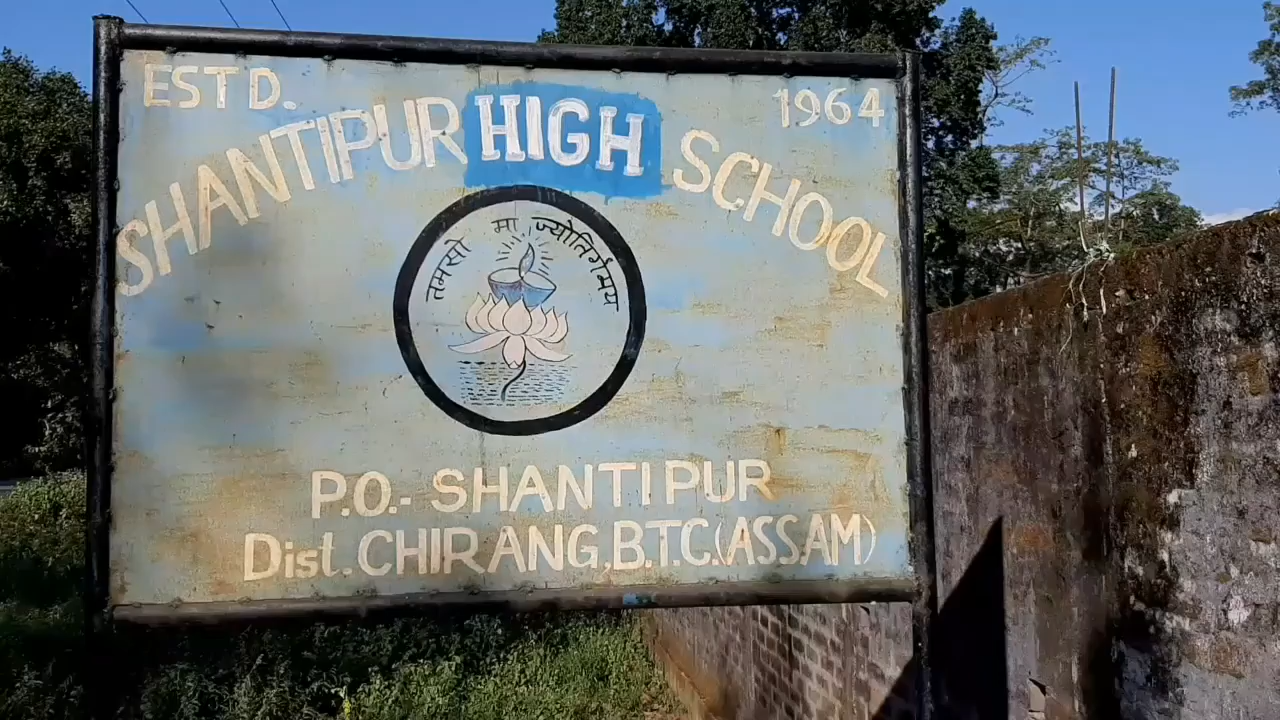 ESTD. 1964
SHANTIPUR HIGH SCHOOL
तमसो मा ज्योतिर्गमय
P.O.- SHANTIPUR
Dist. CHIRANG,B.T.C.(ASSAM)